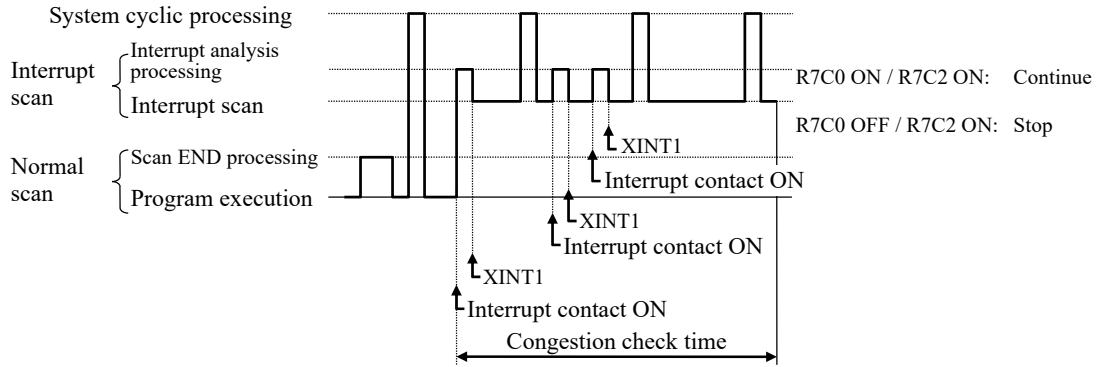 System cyclic processing
Interrupt scan
Interrupt analysis processing
Interrupt scan
Normal scan
Scan END processing
Program execution
R7C0 ON / R7C2 ON: Continue
R7C0 OFF / R7C2 ON: Stop
XINT1
Interrupt contact ON
XINT1
Interrupt contact ON
XINT1
Interrupt contact ON
Congestion check time